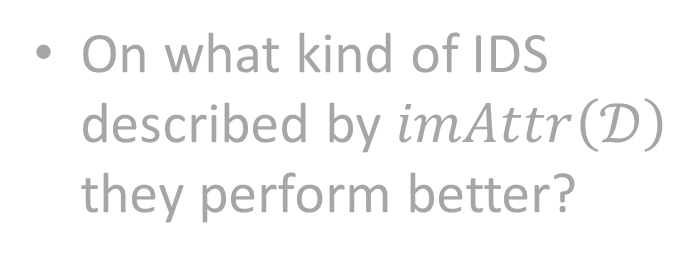 • On what kind of IDS
described by 𝑖𝑚𝐴𝑡𝑡𝑟(𝒟)
they perform better?